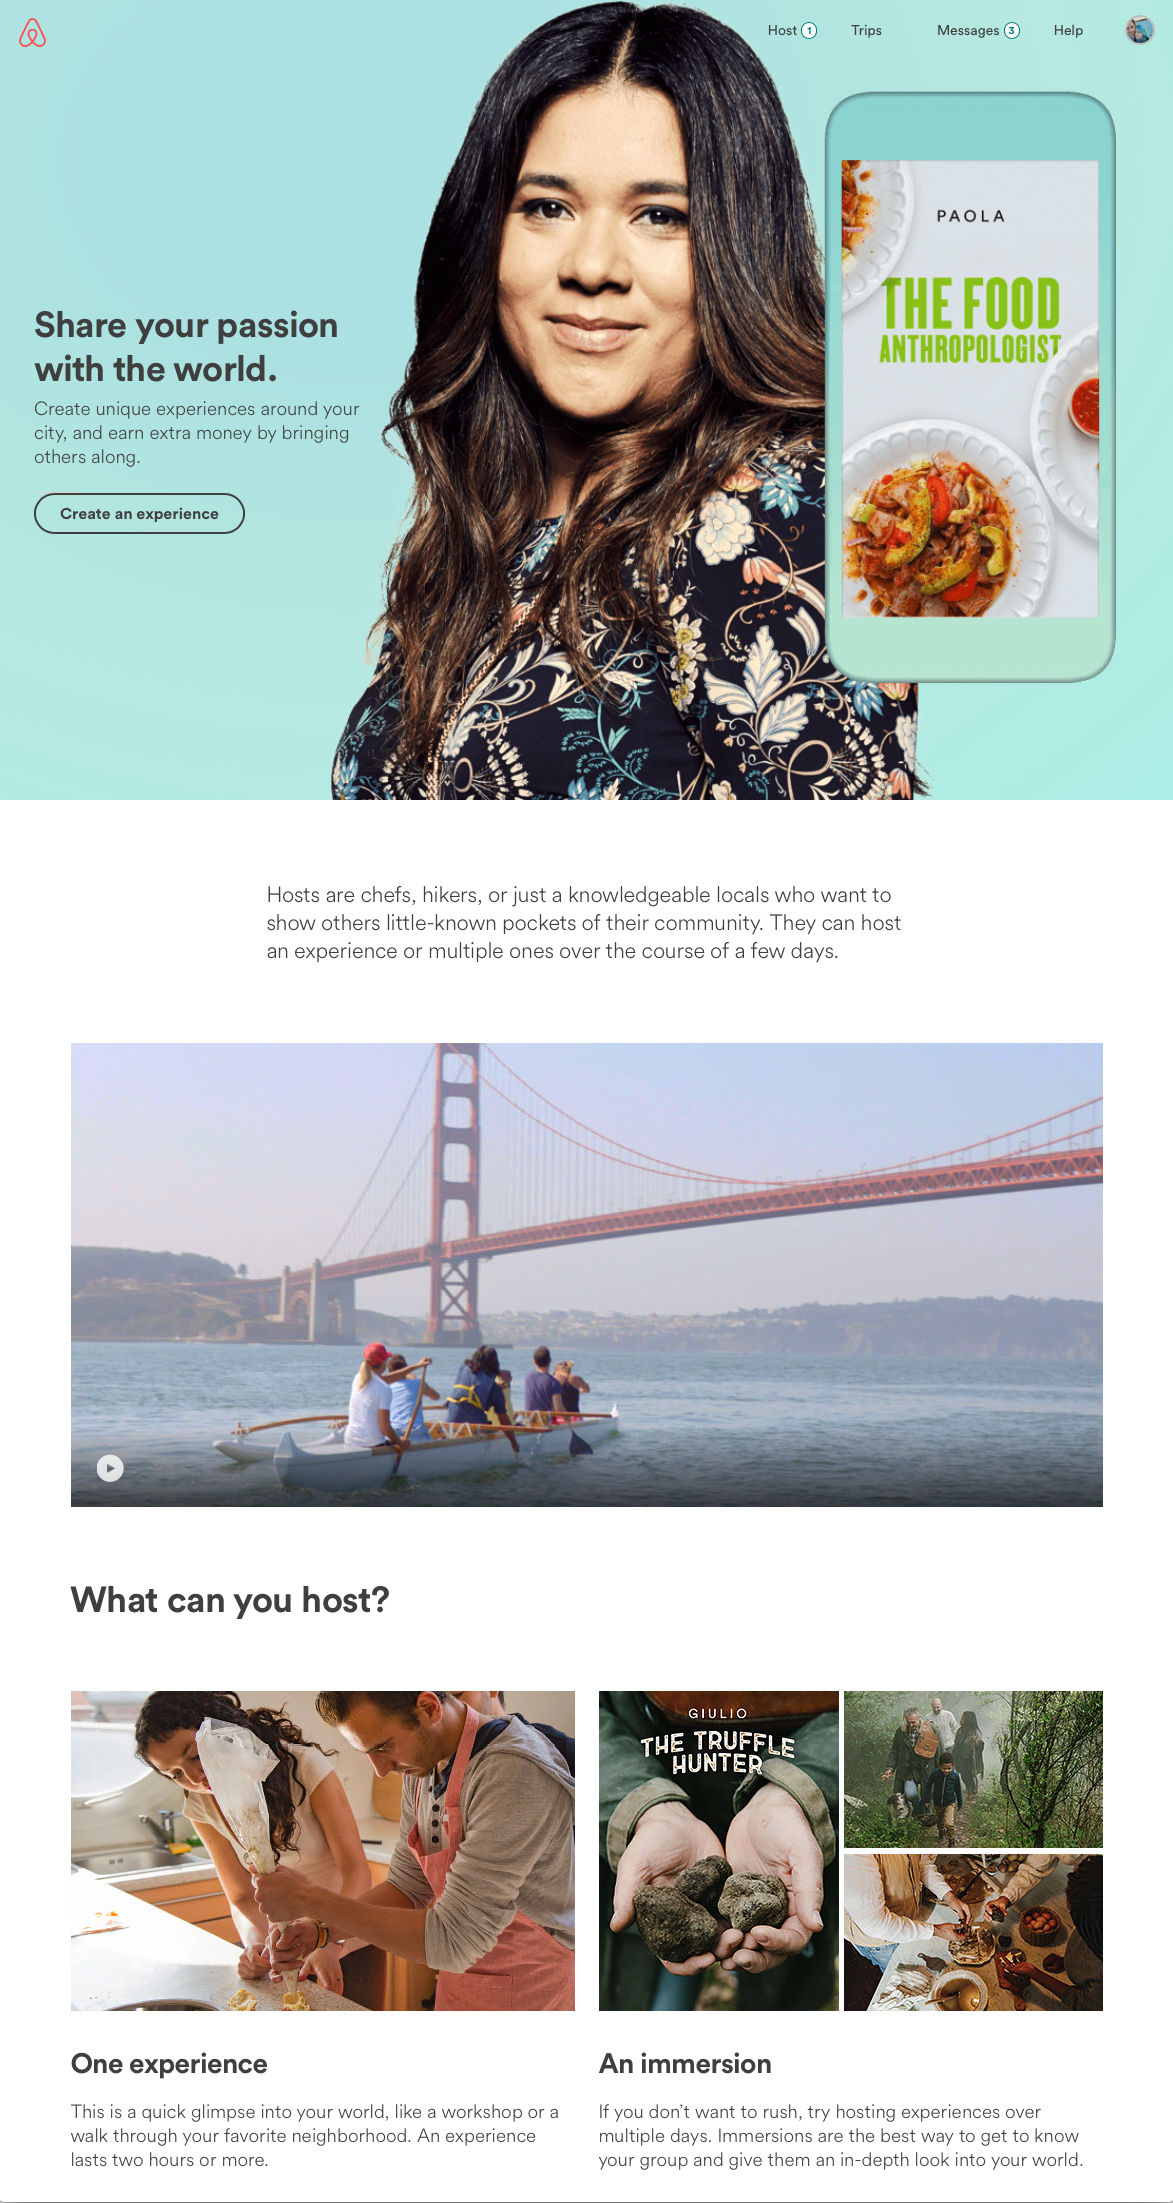 Host 1 Trips Messages 3 Help
PAOLA
THE FOOD
ANTHROPOLOGIST
Share your passion
with the world.
Create unique experiences around your
city, and earn extra money by bringing
others along.
Create an experience
Hosts are chefs, hikers, or just a knowledgeable locals who want to
show others little-known pockets of their community. They can host
an experience or multiple ones over the course of a few days.
What can you host?
GIULIO
THE TRUFFLE
HUNTER
One experience
This is a quick glimpse into your world, like a workshop or a
walk through your favorite neighborhood. An experience
lasts two hours or more.
An immersion
If you don’t want to rush, try hosting experiences over
multiple days. Immersions are the best way to get to know
your group and give them an in-depth look into your world.